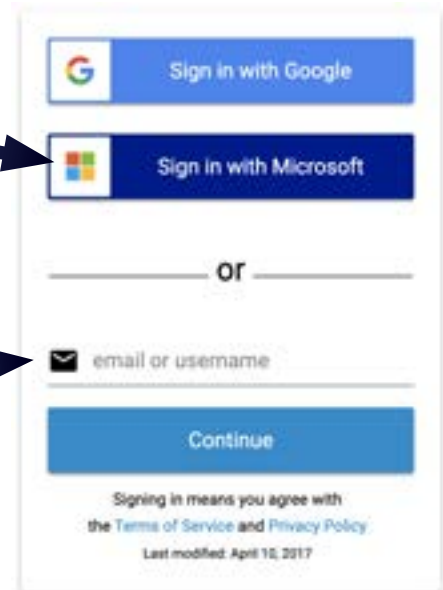 Sign in with Google
Sign in with Microsoft
or
email or username
Continue
Signing in means you agree with
the Terms of Service and Privacy Policy
Last modified: April 10, 2017